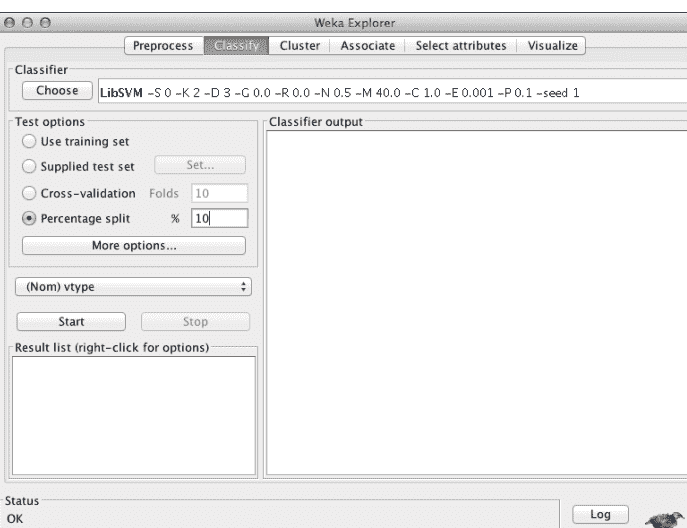 Weka Explorer
Preprocess Classify Cluster Associate Select attributes Visualize
Classifier
Choose LibSVM -S 0 -K 2 -D 3 -G 0.0 -R 0.0 -N 0.5 -M 40.0 -C 1.0 -E 0.001 -P 0.1 -seed 1
Test options
Use training set
Supplied test set Set...
Cross-validation Folds 10
Percentage split % 10
More options...
(Nom) vtype
Start Stop
Result list (right-click for options)
Classifier output
Status
OK
Log